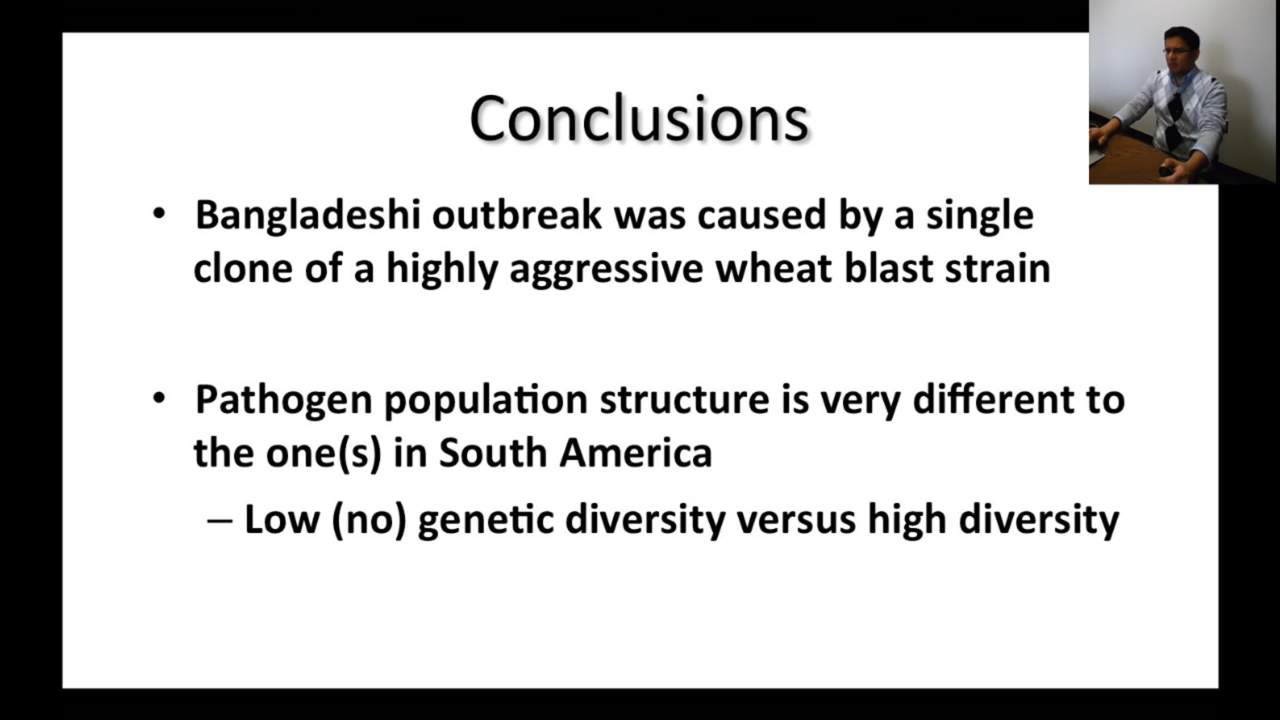 Conclusions
• Bangladeshi outbreak was caused by a single
clone of a highly aggressive wheat blast strain
• Pathogen population structure is very different to
the one(s) in South America
– Low (no) genetic diversity versus high diversity